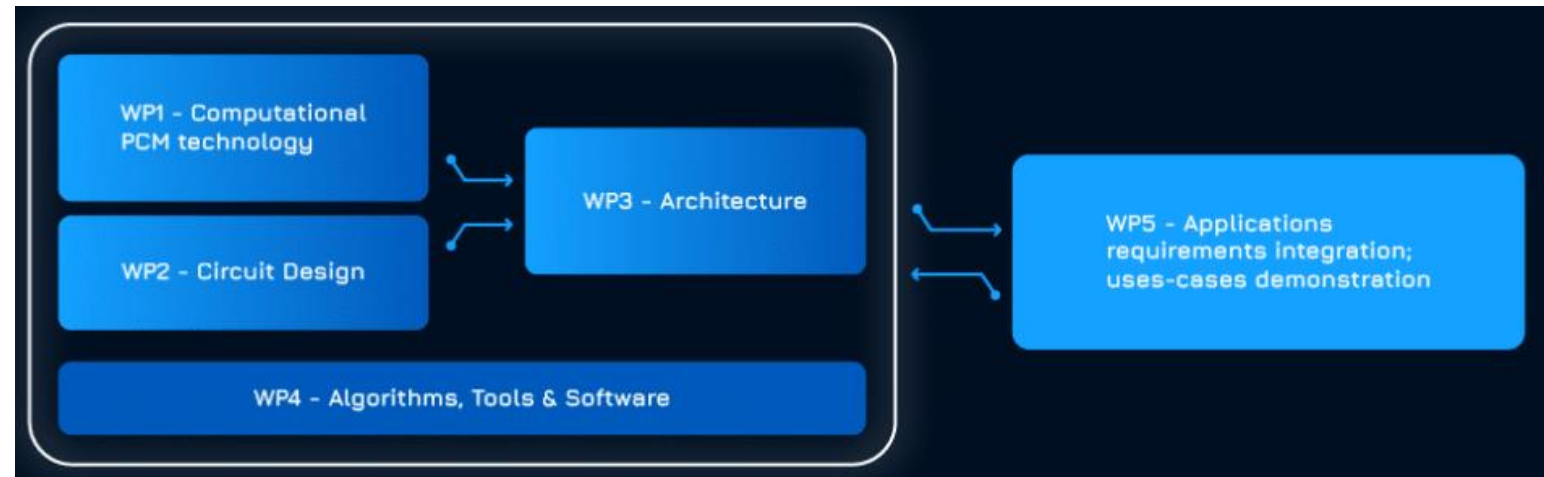 WP1 - Computational
PCM technology
WP2 - Circuit Design
WP3 - Architecture
WP4 - Algorithms, Tools & Software
WP5 - Applications
requirements integration;
uses-cases demonstration